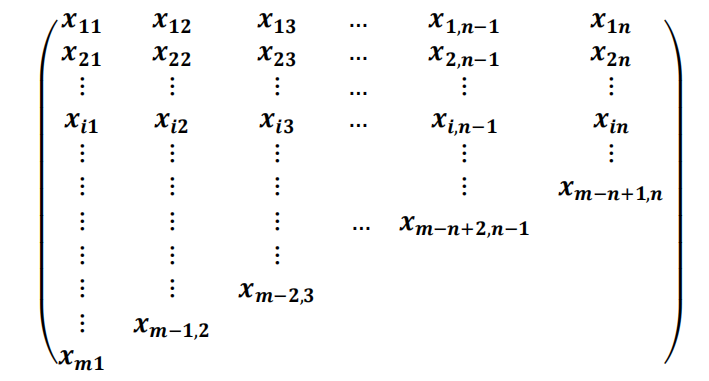 x₁₁ x₁₂ x₁₃ … x₁,ₙ₋₁ x₁ₙ
x₂₁ x₂₂ x₂₃ … x₂,ₙ₋₁ x₂ₙ
⋮ ⋮ ⋮ … ⋮ ⋮
xᵢ₁ xᵢ₂ xᵢ₃ … xᵢ,ₙ₋₁ xᵢₙ
⋮ ⋮ ⋮ ⋮ ⋮
⋮ ⋮ ⋮ ⋮ xₘ₋ₙ₊₁,ₙ
⋮ ⋮ ⋮ … xₘ₋ₙ₊₂,ₙ₋₁
⋮ ⋮ ⋮
⋮ ⋮ xₘ₋₂,₃
⋮ xₘ₋₁,₂
xₘ₁